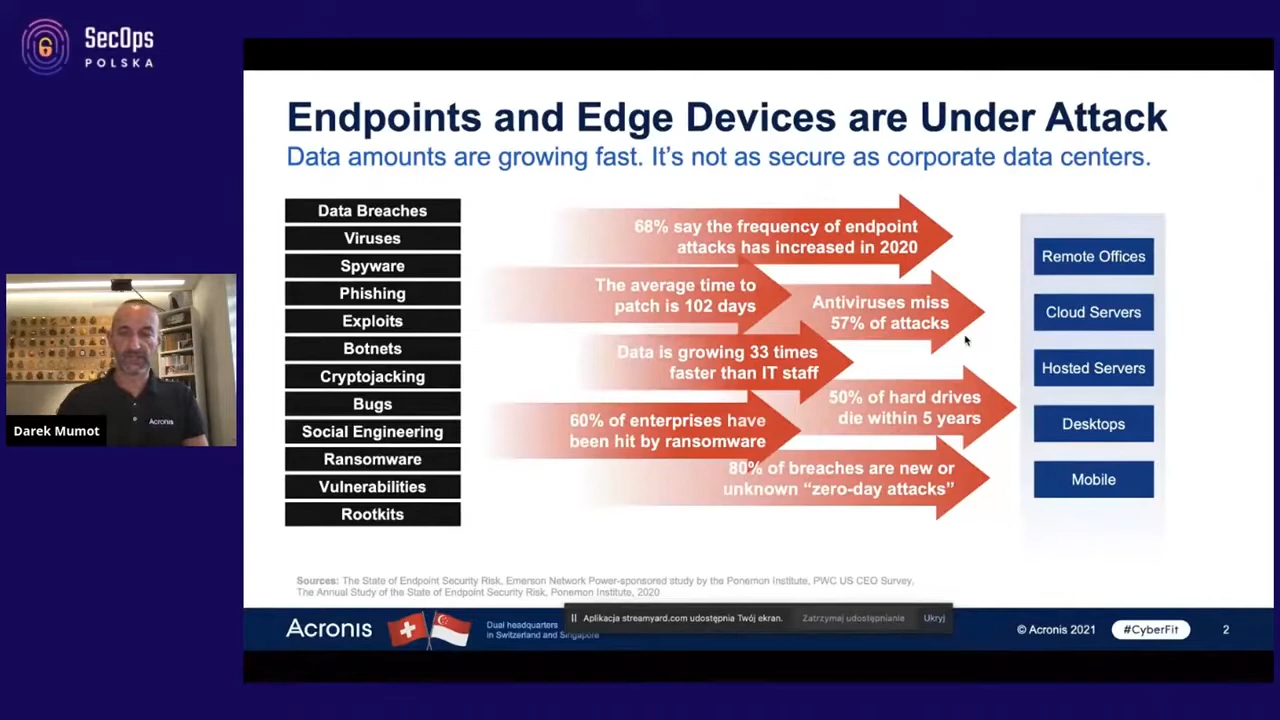 SecOps
POLSKA
Endpoints and Edge Devices are Under Attack
Data amounts are growing fast. It's not as secure as corporate data centers.
Data Breaches
Viruses
Spyware
Phishing
Exploits
Botnets
Cryptojacking
Bugs
Social Engineering
Ransomware
Vulnerabilities
Rootkits
68% say the frequency of endpoint
attacks has increased in 2020
The average time to
patch is 102 days
Antiviruses miss
57% of attacks
Data is growing 33 times
faster than IT staff
50% of hard drives
die within 5 years
60% of enterprises have
been hit by ransomware
80% of breaches are new or
unknown “zero-day attacks”
Remote Offices
Cloud Servers
Hosted Servers
Desktops
Mobile
Acronis
Darek Mumot
Sources: The State of Endpoint Security Risk, Emerson Network Power-sponsored study by the Ponemon Institute, PWC US CEO Survey,
The Annual Study of the State of Endpoint Security Risk, Ponemon Institute, 2020
Acronis
Dual headquarters
in Switzerland and Singapore
|| Aplikacja streamyard.com udostępnia Twój ekran.
Zatrzymaj udostępnianie
Ukryj
© Acronis 2021
#CyberFit
2